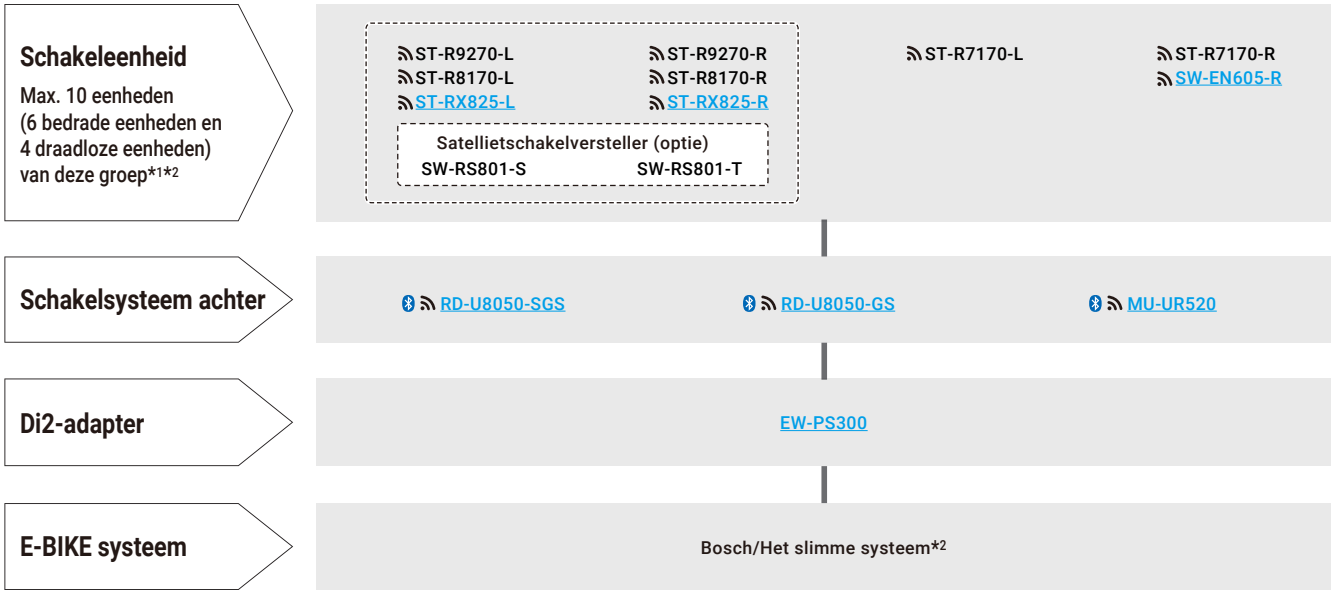 Schakeleenheid
Max. 10 eenheden
(6 bedrade eenheden en
4 draadloze eenheden)
van deze groep*1*2
ST-R9270-L ST-R9270-R ST-R7170-L ST-R7170-R
ST-R8170-L ST-R8170-R SW-EN605-R
ST-RX825-L ST-RX825-R
Satellietschakelversteller (optie)
SW-RS801-S SW-RS801-T
Schakelsysteem achter
RD-U8050-SGS RD-U8050-GS MU-UR520
Di2-adapter
EW-PS300
E-BIKE systeem
Bosch/Het slimme systeem*2